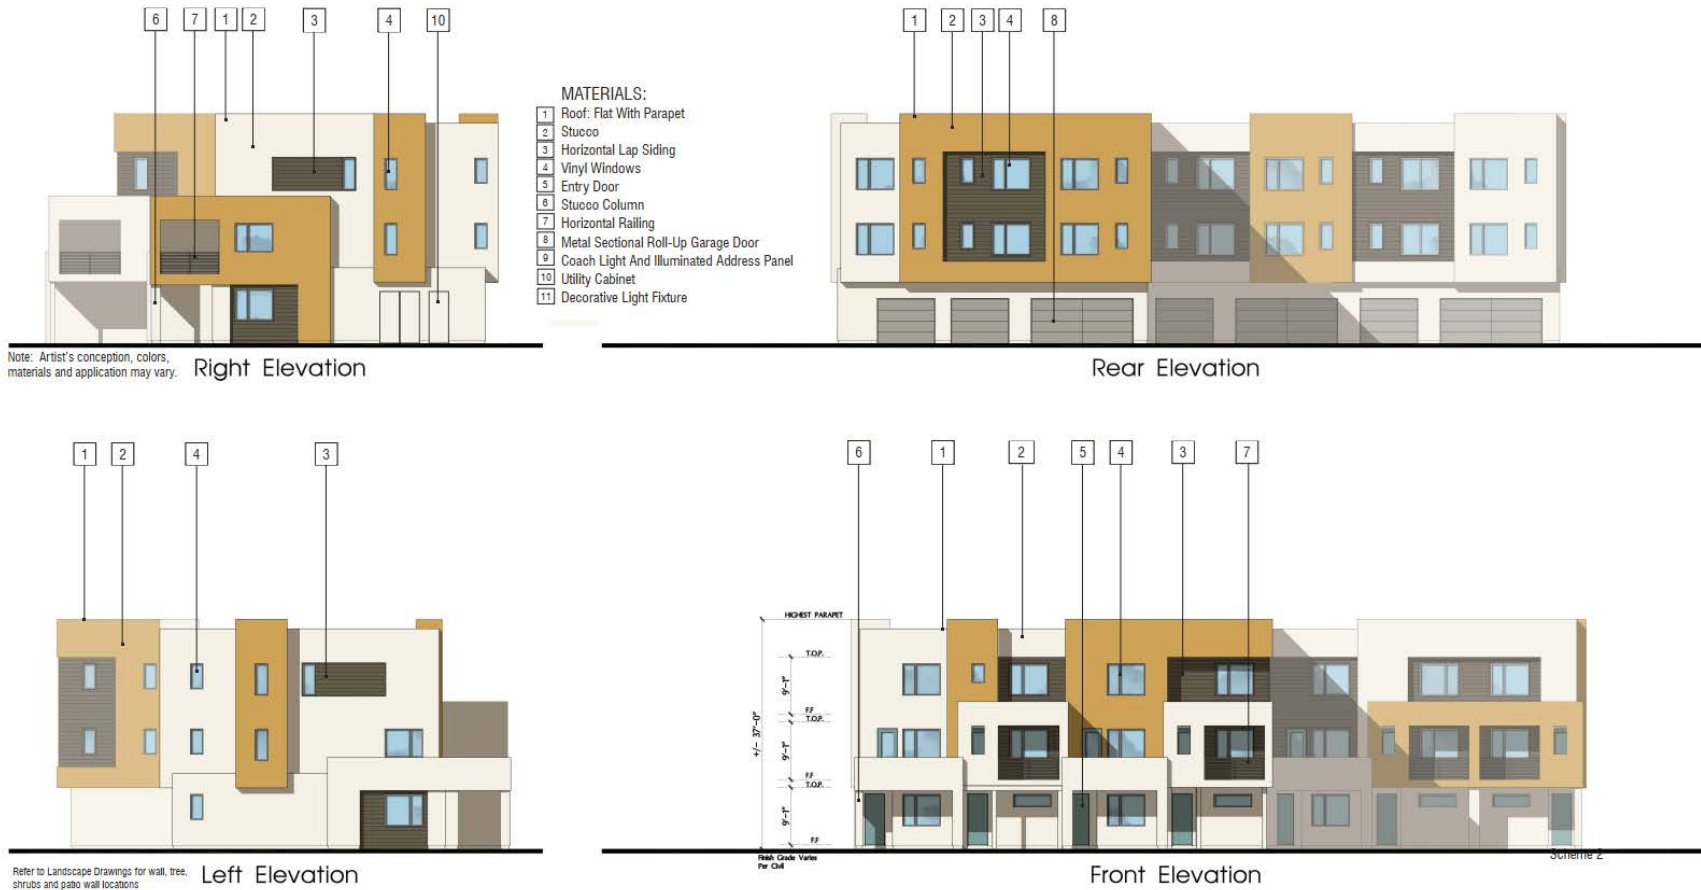 6 7 1 2 3 4 10
1 2 3 4 8
MATERIALS:
1 Roof: Flat With Parapet
2 Stucco
3 Horizontal Lap Siding
4 Vinyl Windows
5 Entry Door
6 Stucco Column
7 Horizontal Railing
8 Metal Sectional Roll-Up Garage Door
9 Coach Light And Illuminated Address Panel
10 Utility Cabinet
11 Decorative Light Fixture
Note: Artist's conception, colors,
materials and application may vary.
Right Elevation
Rear Elevation
1 2 4 3
6 1 2 5 4 3 7
HIGHEST PARAPET
T.O.P.
9'-1"
F.F
T.O.P.
+/- 37'-0"
9'-1"
F.F
T.O.P.
9'-1"
F.F
Finish Grade Varies
Per Civil
Refer to Landscape Drawings for wall, tree,
shrubs and patio wall locations
Left Elevation
Front Elevation
Scheme 2